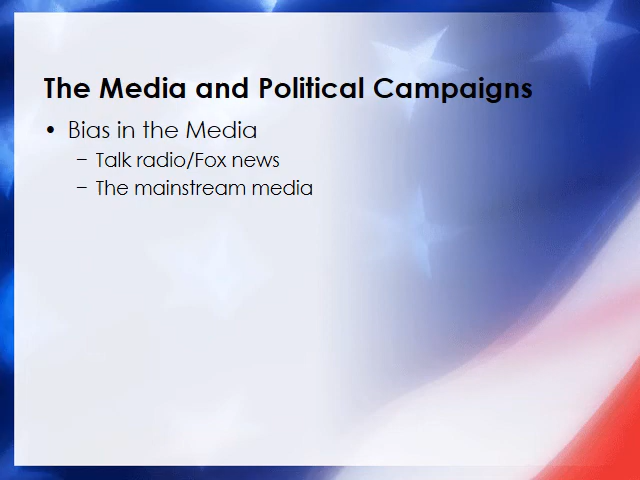 The Media and Political Campaigns
• Bias in the Media
– Talk radio/Fox news
– The mainstream media